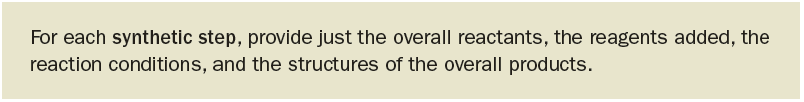 For each synthetic step, provide just the overall reactants, the reagents added, the
reaction conditions, and the structures of the overall products.